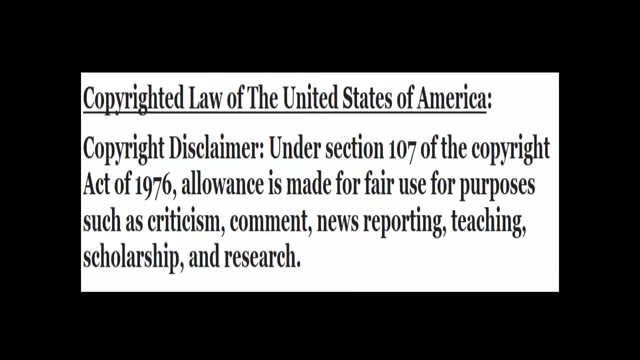 Copyrighted Law of The United States of America:
Copyright Disclaimer: Under section 107 of the copyright
Act of 1976, allowance is made for fair use for purposes
such as criticism, comment, news reporting, teaching,
scholarship, and research.